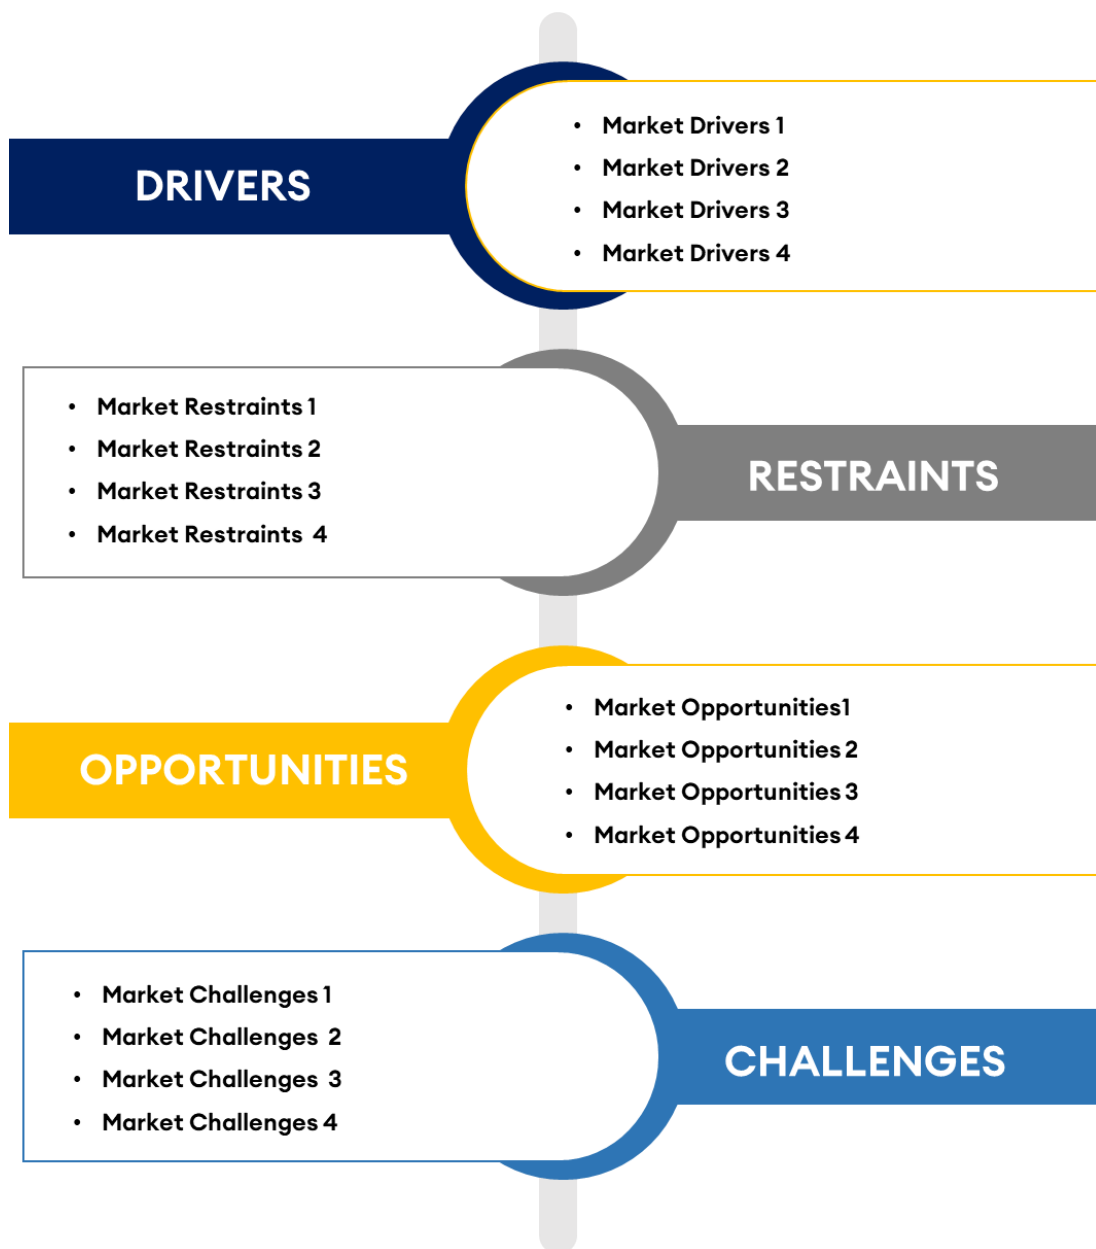 DRIVERS
• Market Drivers 1
• Market Drivers 2
• Market Drivers 3
• Market Drivers 4
• Market Restraints 1
• Market Restraints 2
• Market Restraints 3
• Market Restraints 4
RESTRAINTS
OPPORTUNITIES
• Market Opportunities1
• Market Opportunities 2
• Market Opportunities 3
• Market Opportunities 4
• Market Challenges 1
• Market Challenges 2
• Market Challenges 3
• Market Challenges 4
CHALLENGES